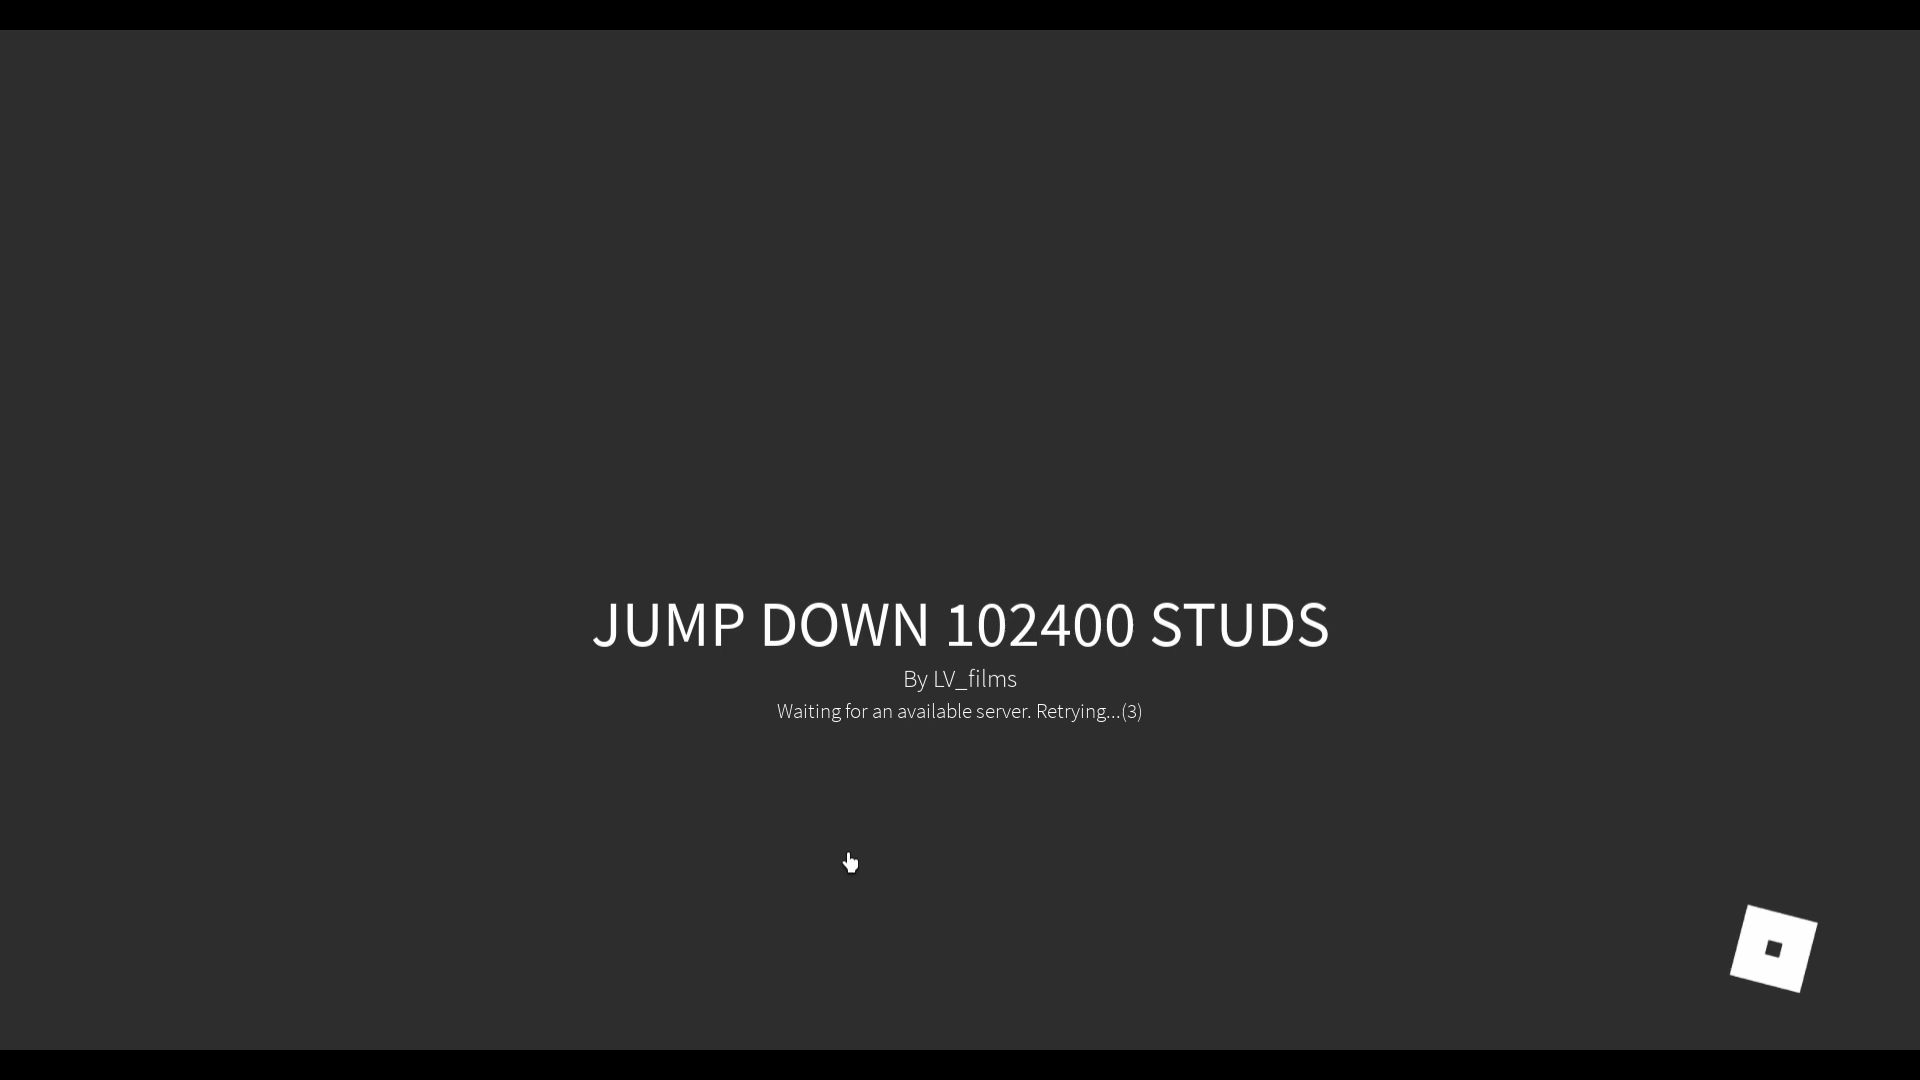 JUMP DOWN 102400 STUDS
By LV_films
Waiting for an available server. Retrying...(3)